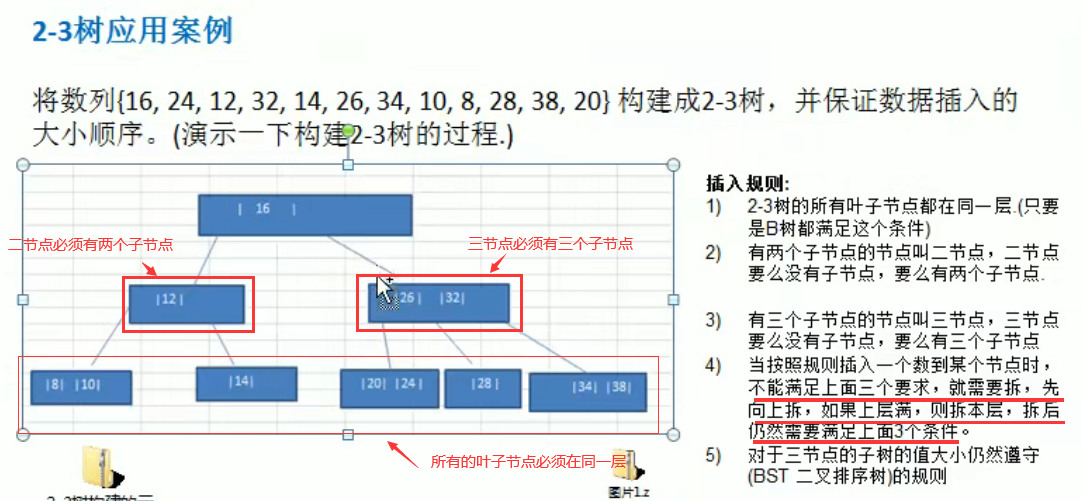 2-3树应用案例
将数列{16, 24, 12, 32, 14, 26, 34, 10, 8, 28, 38, 20} 构建成2-3树，并保证数据插入的
大小顺序。(演示一下构建2-3树的过程.)
| 16 |
二节点必须有两个子节点
三节点必须有三个子节点
|12|
|26| |32|
|8| |10|
|14|
|20| |24|
|28|
|34| |38|
所有的叶子节点必须在同一层
图片1.z
插入规则:
1) 2-3树的所有叶子节点都在同一层.(只要
是B树都满足这个条件)
2) 有两个子节点的节点叫二节点，二节点
要么没有子节点，要么有两个子节点.
3) 有三个子节点的节点叫三节点，三节点
要么没有子节点，要么有三个子节点
4) 当按照规则插入一个数到某个节点时，
不能满足上面三个要求，就需要拆，先
向上拆，如果上层满，则拆本层，拆后
仍然需要满足上面3个条件。
5) 对于三节点的子树的值大小仍然遵守
(BST 二叉排序树)的规则